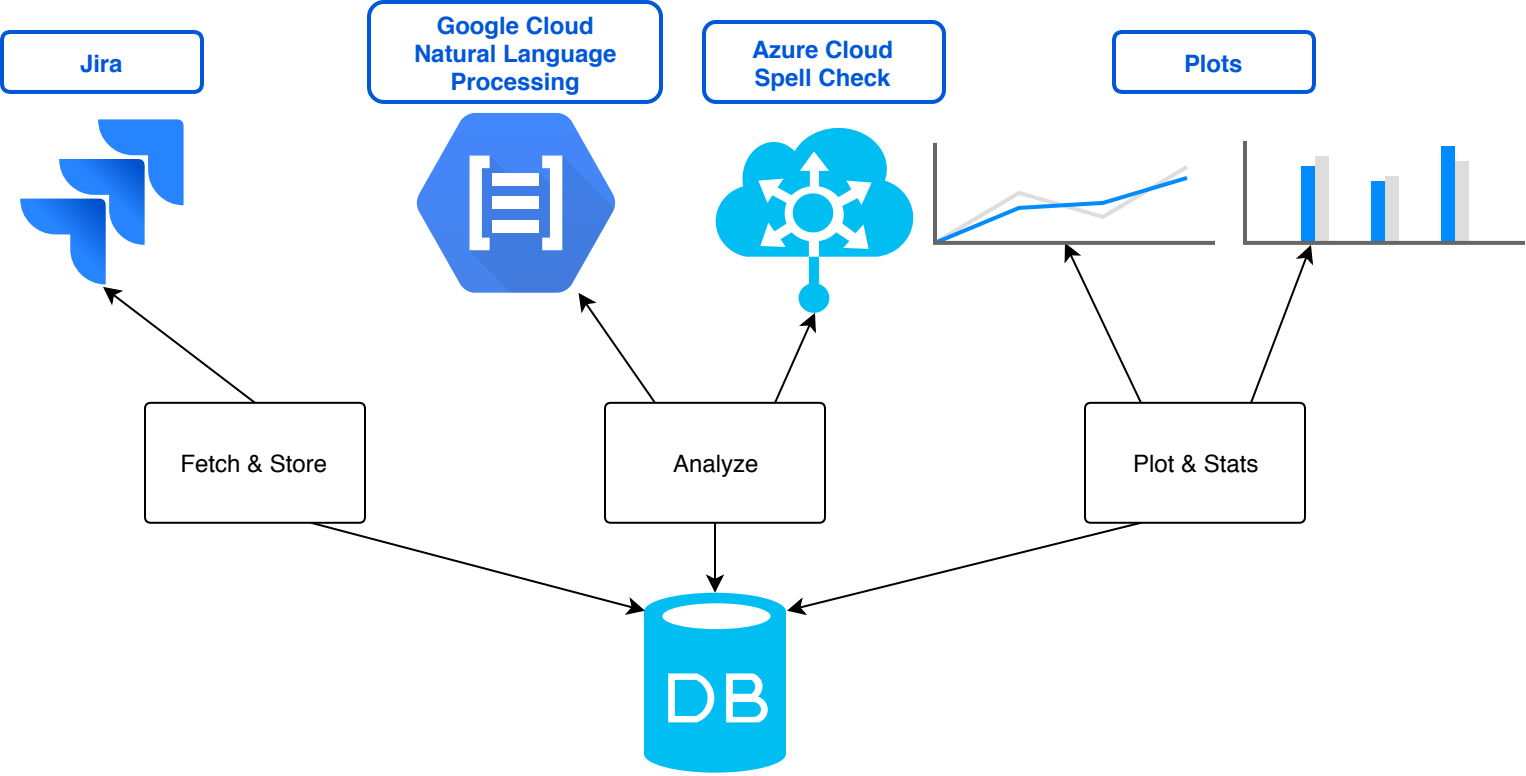 Jira
Google Cloud
Natural Language
Processing
Azure Cloud
Spell Check
Plots
Fetch & Store
Analyze
Plot & Stats
DB